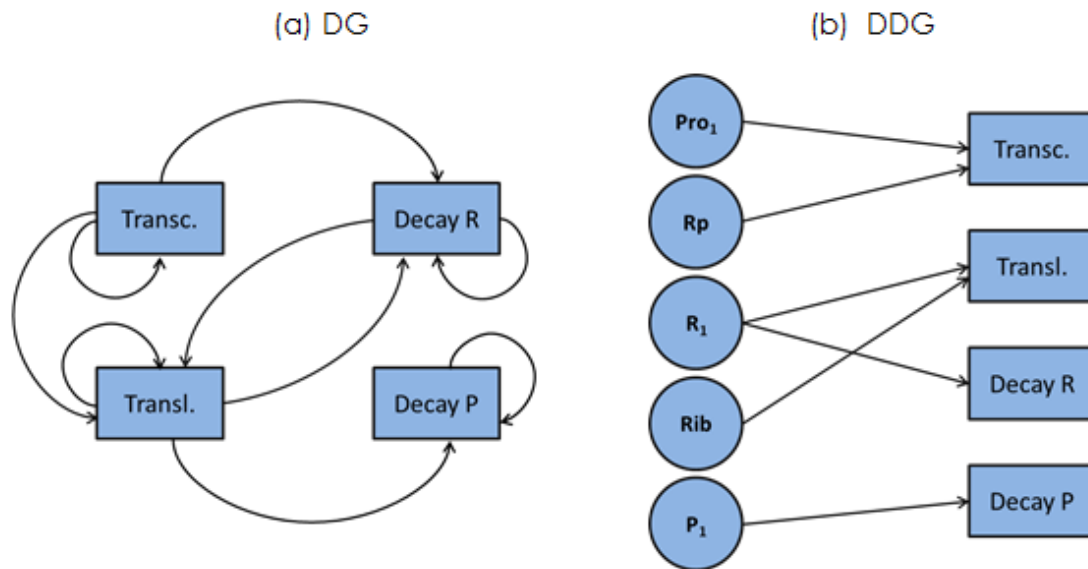 (a) DG
Transc.
Decay R
Transl.
Decay P
(b) DDG
Pro₁
Rp
R₁
Rib
P₁
Transc.
Transl.
Decay R
Decay P